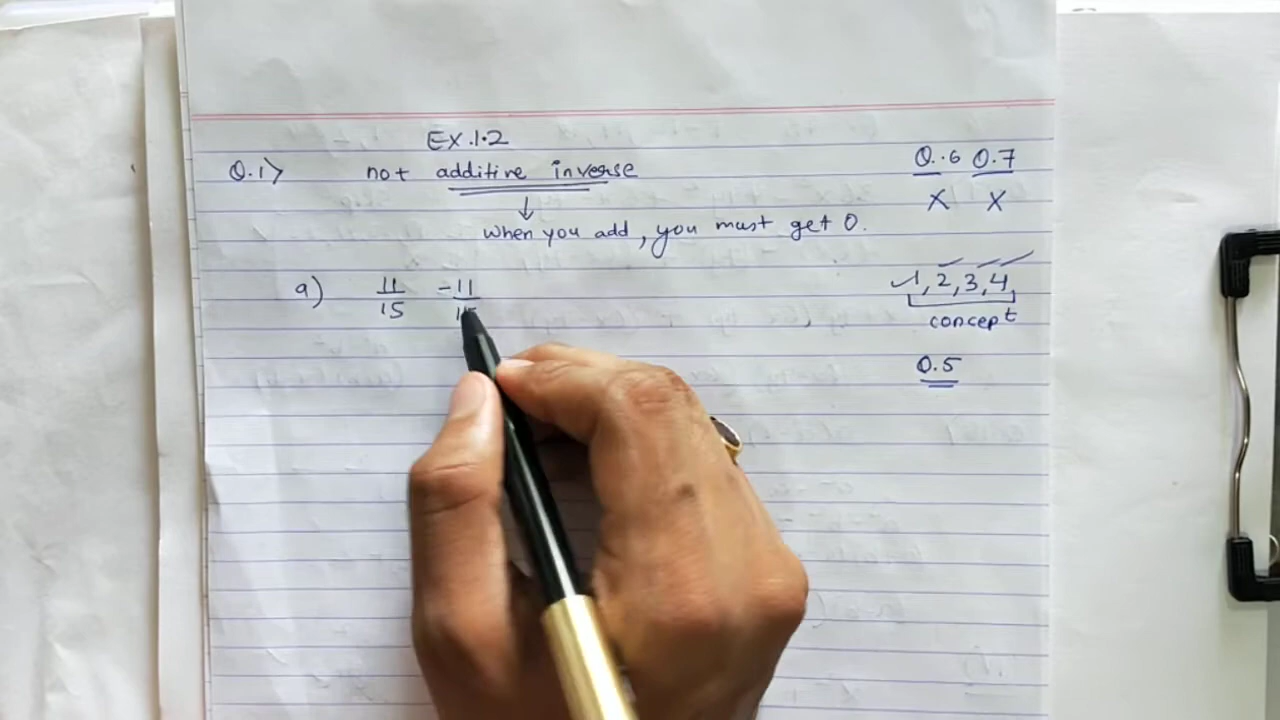 EX.1.2
Q.1> not additive inverse
↓
when you add, you must get 0.
a) 11/15 -11/15
Q.6 Q.7
X X
1, 2, 3, 4,
concept
Q.5